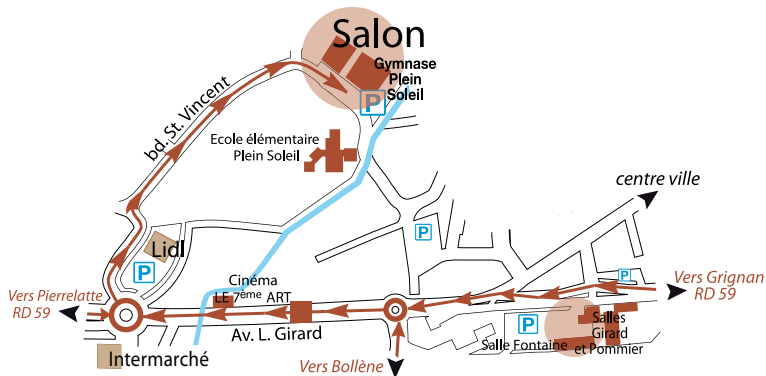 Salon
Gymnase
Plein
Soleil
P
bd. St. Vincent
Ecole élémentaire
Plein Soleil
centre ville
P
Lidl
P
Cinéma
LE 7ème ART
P
Vers Grignan
RD 59
Vers Pierrelatte
RD 59
Av. L. Girard
P
Salles
Girard
et Pommier
Salle Fontaine
Intermarché
Vers Bollène